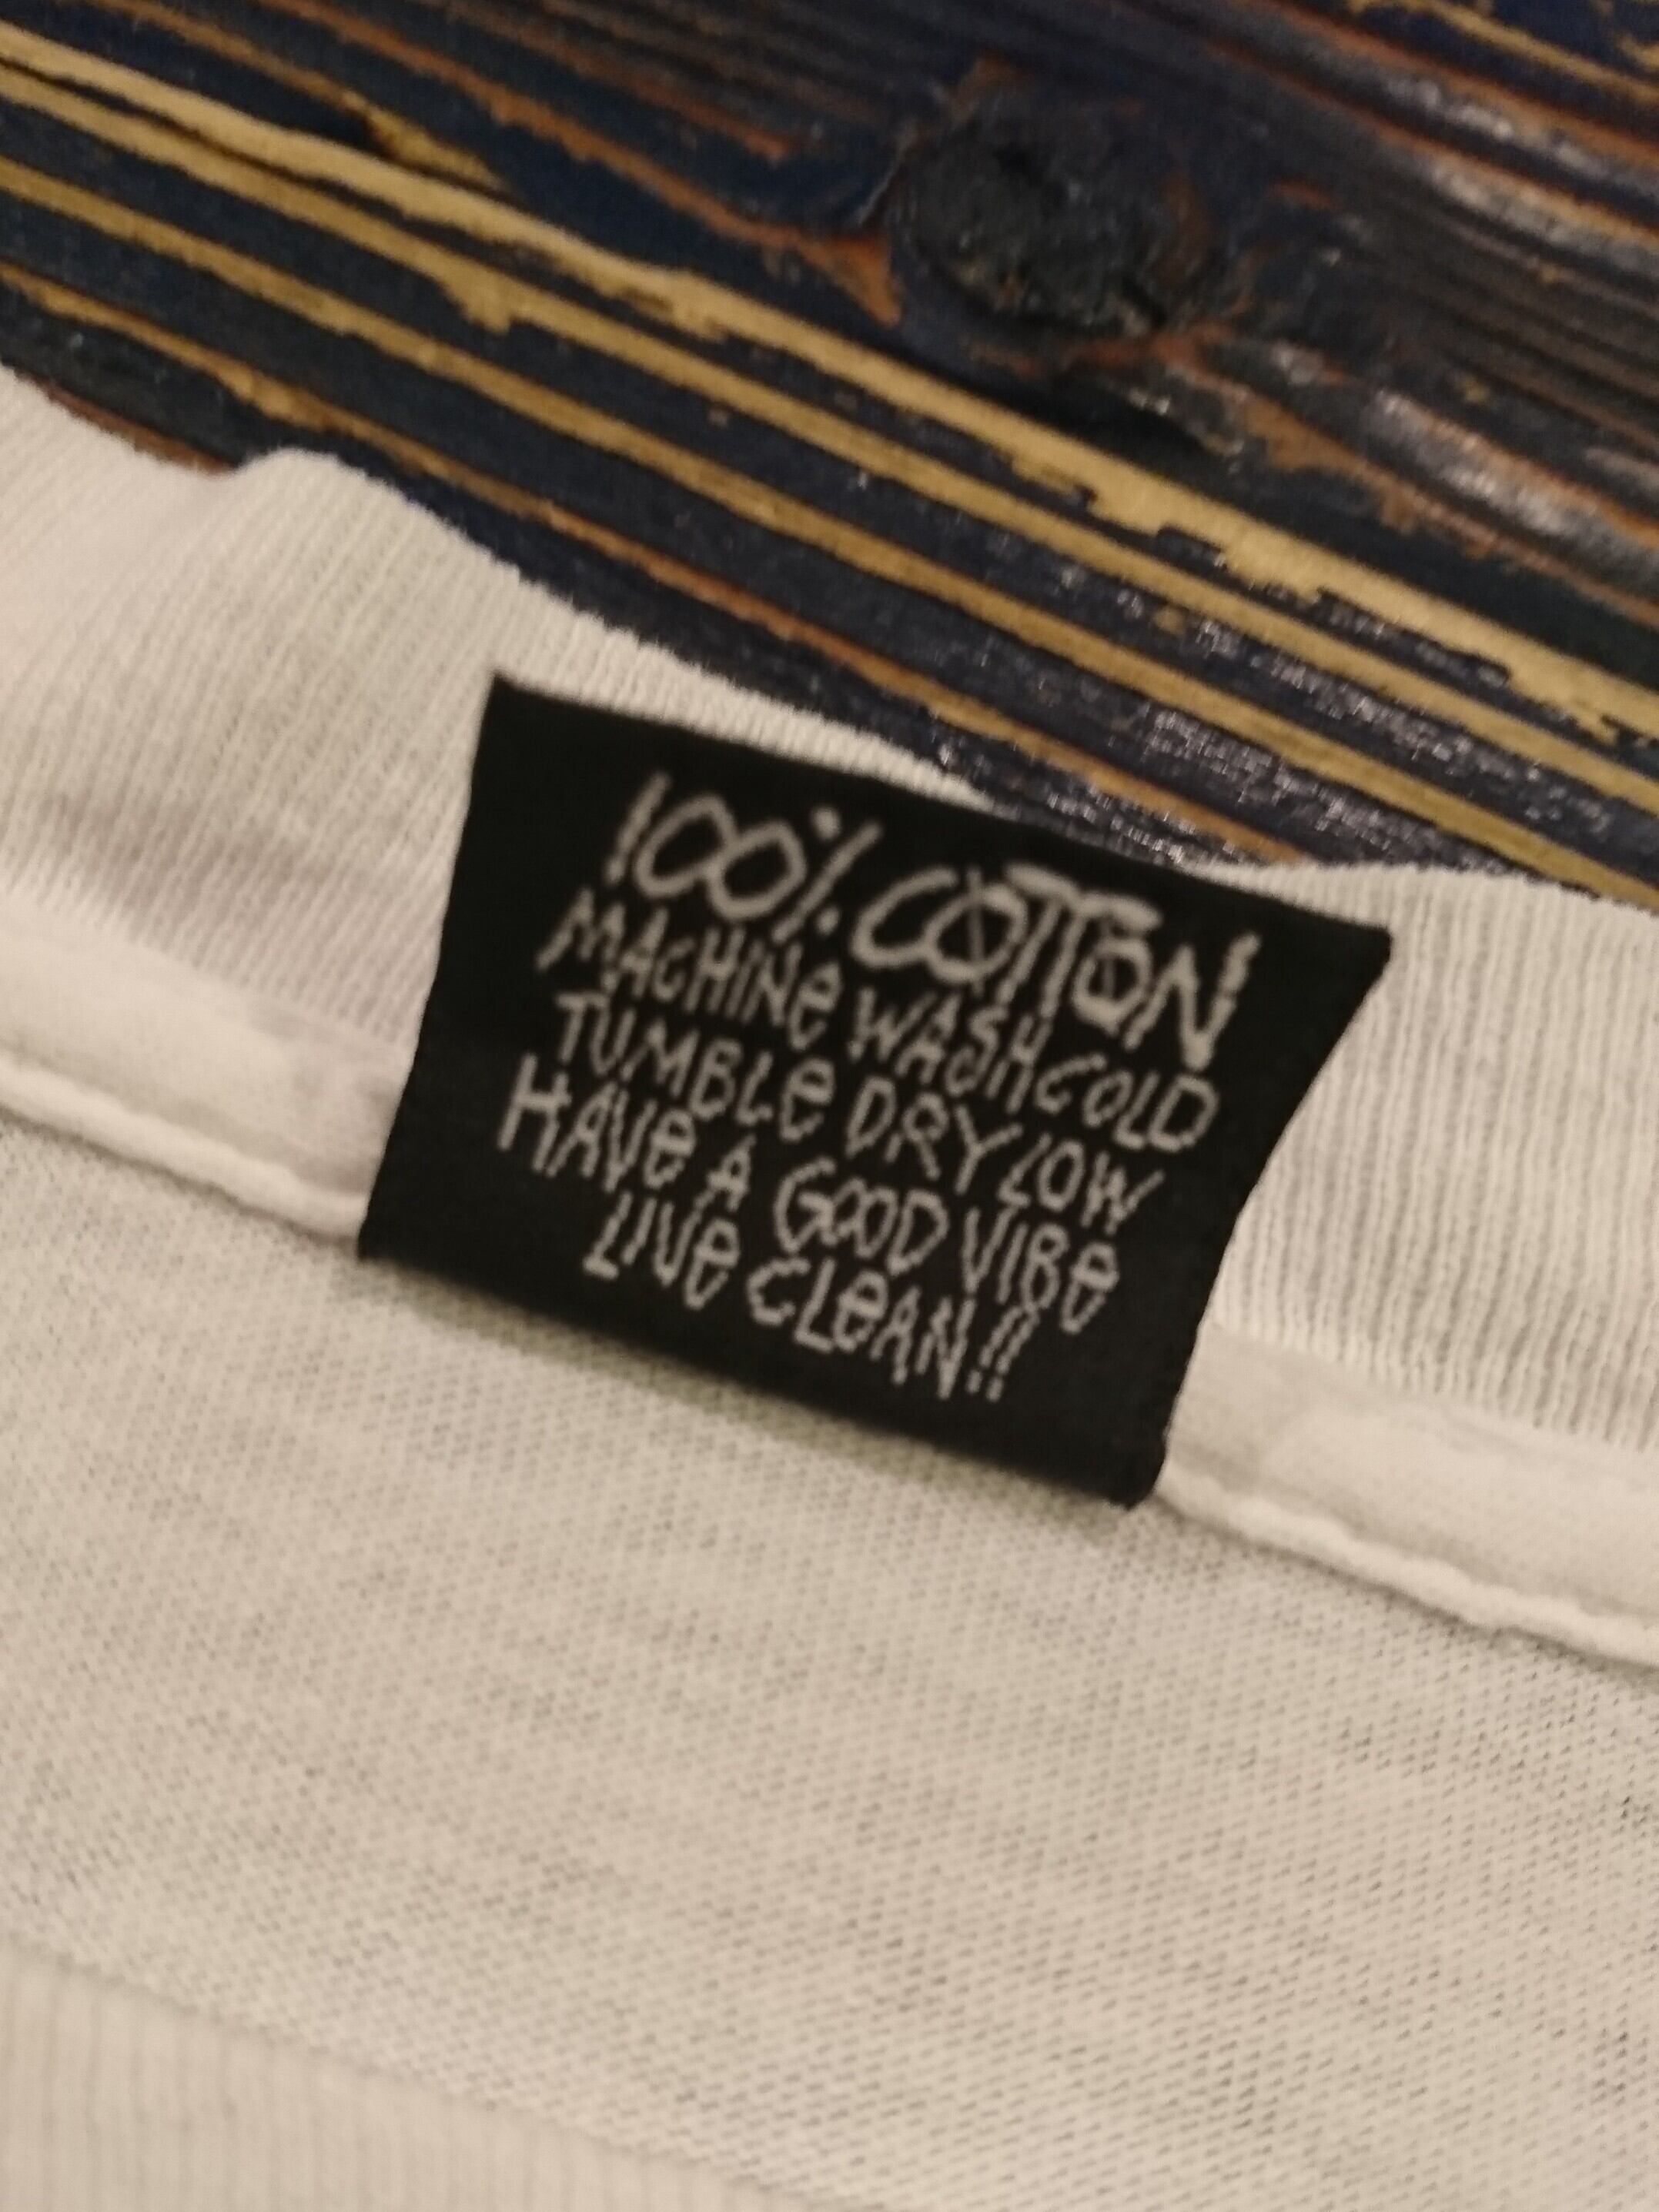 100% COTTON
MACHINe WASH COLD
TUMBLe DRY LOW
HAVe A GOOD VIBe
LIVe CLeAN!!